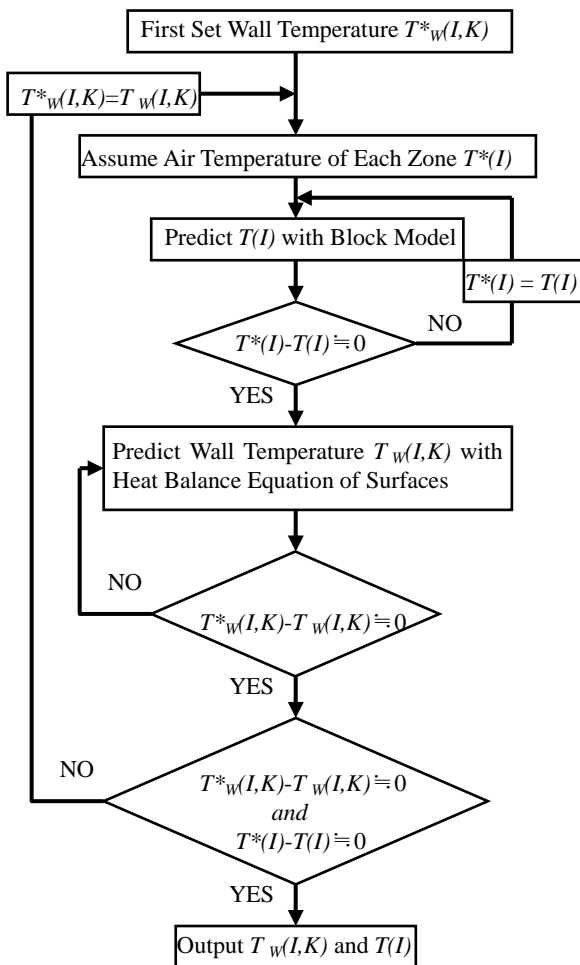 First Set Wall Temperature T*W(I,K)
T*W(I,K)=T W(I,K)
Assume Air Temperature of Each Zone T*(I)
Predict T(I) with Block Model
T*(I) = T(I)
NO
T*(I)-T(I)≒0
YES
Predict Wall Temperature T W(I,K) with
Heat Balance Equation of Surfaces
NO
T*W(I,K)-T W(I,K)≒0
YES
NO
T*W(I,K)-T W(I,K)≒0
and
T*(I)-T(I)≒0
YES
Output T W(I,K) and T(I)